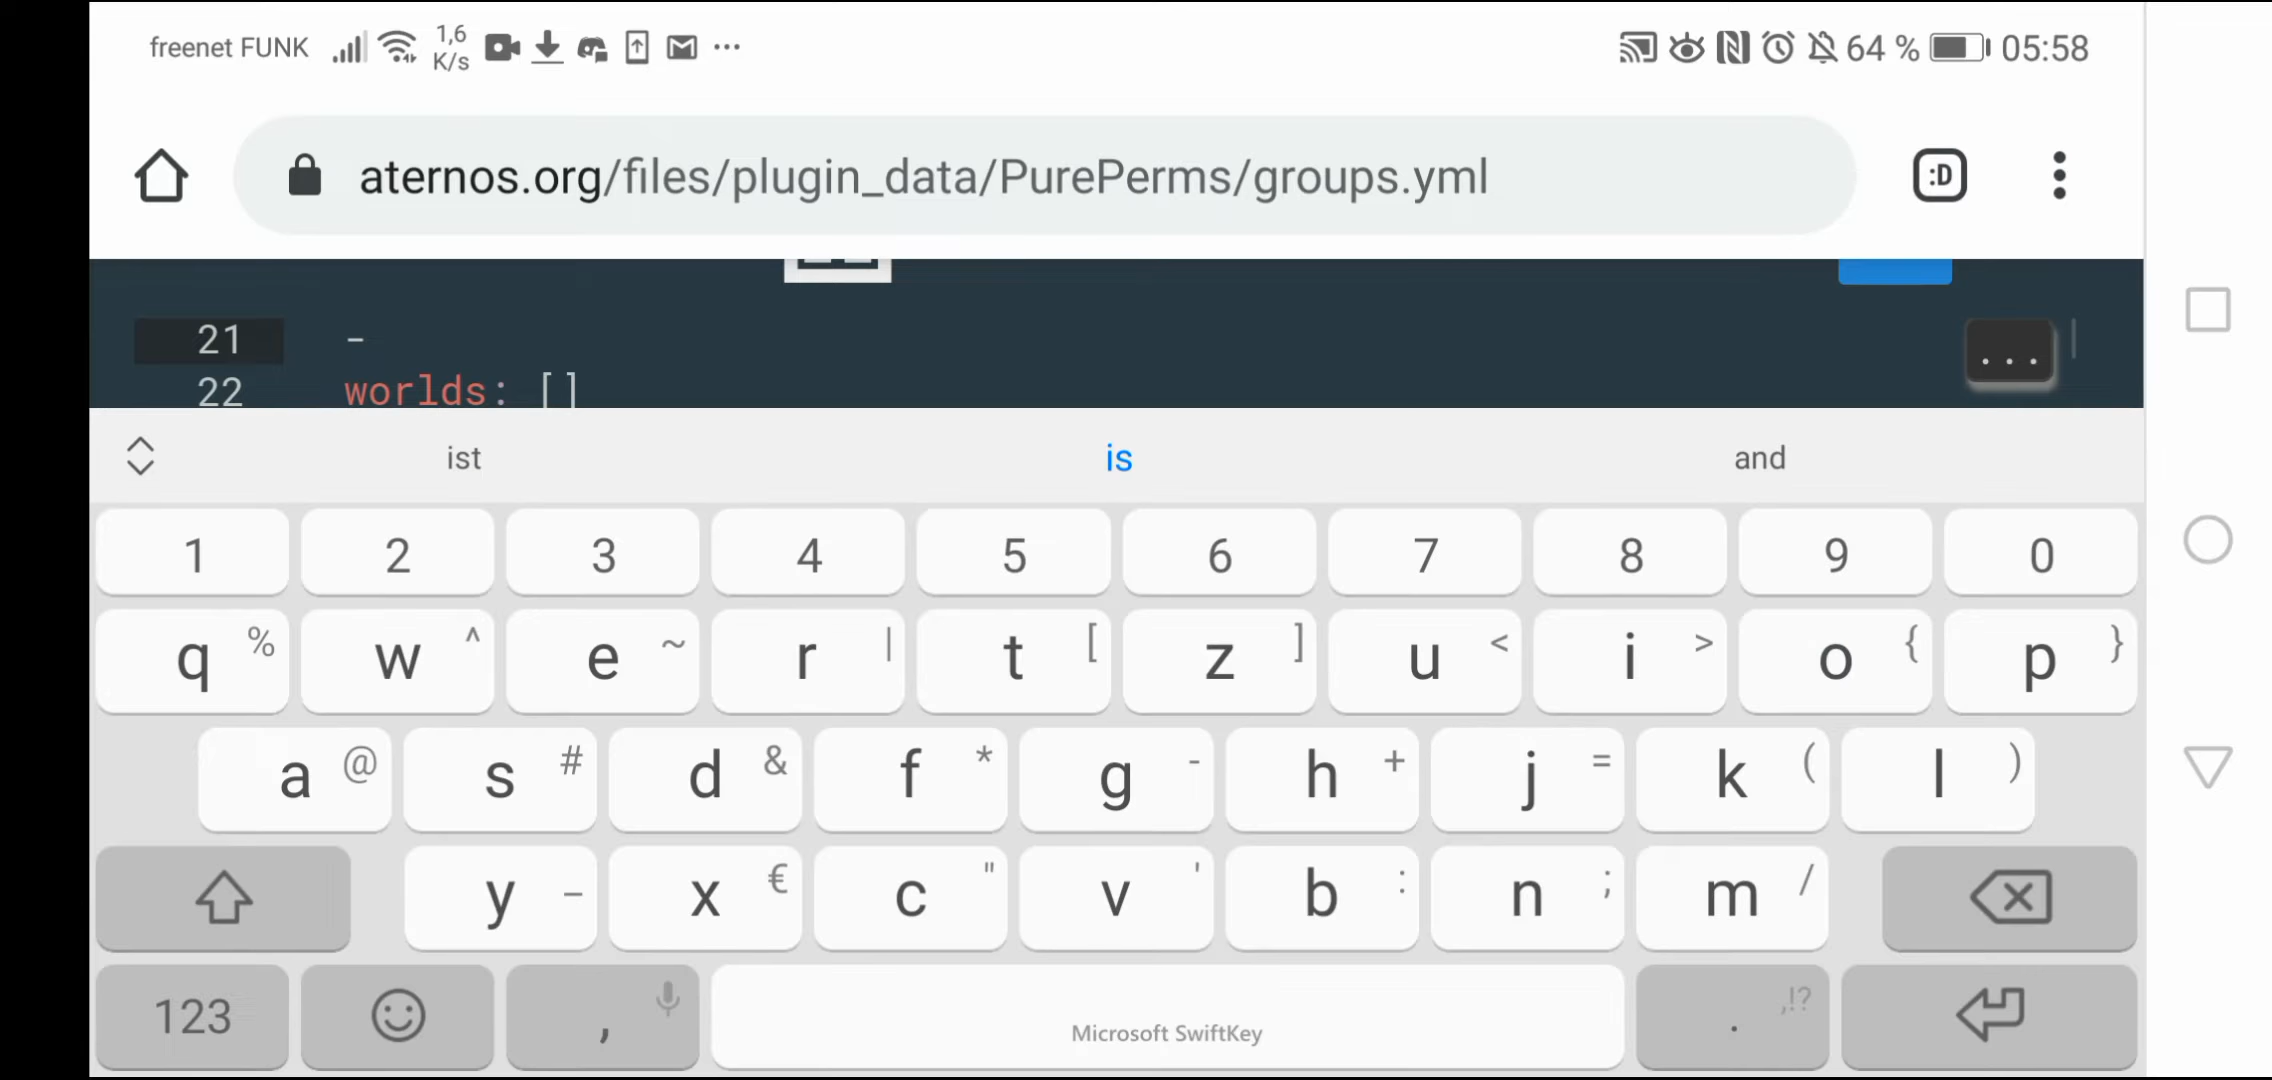 freenet FUNK 1,6 K/s ... 64 % 05:58
aternos.org/files/plugin_data/PurePerms/groups.yml :D
21 -
...
22 worlds: []
ist is and
1 2 3 4 5 6 7 8 9 0
q % w ^ e ~ r | t [ z ] u < i > o { p }
a @ s # d & f * g - h + j = k ( l )
y _ x € c " v ' b : n ; m /
123 , Microsoft SwiftKey . ,!?